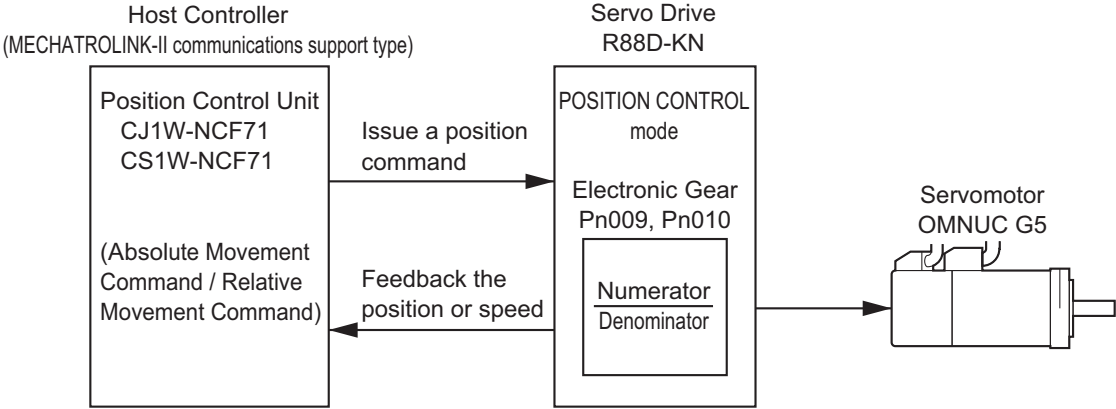 Host Controller
(MECHATROLINK-II communications support type)
Position Control Unit
CJ1W-NCF71
CS1W-NCF71
(Absolute Movement
Command / Relative
Movement Command)
Issue a position
command
Feedback the
position or speed
Servo Drive
R88D-KN
POSITION CONTROL
mode
Electronic Gear
Pn009, Pn010
Numerator
Denominator
Servomotor
OMNUC G5